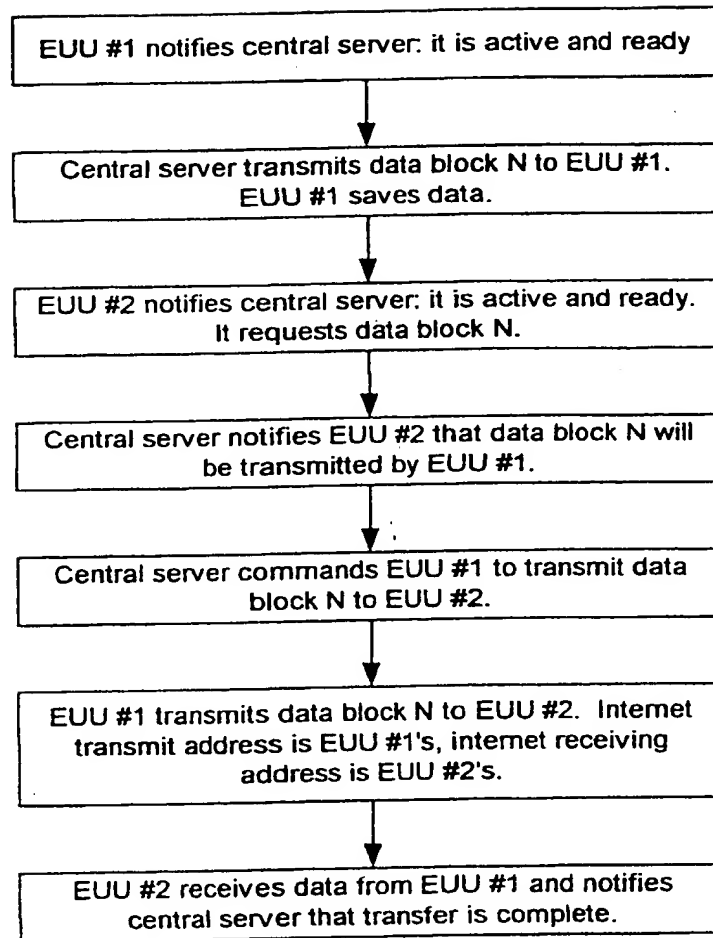 EUU #1 notifies central server: it is active and ready
Central server transmits data block N to EUU #1.
EUU #1 saves data.
EUU #2 notifies central server: it is active and ready.
It requests data block N.
Central server notifies EUU #2 that data block N will
be transmitted by EUU #1.
Central server commands EUU #1 to transmit data
block N to EUU #2.
EUU #1 transmits data block N to EUU #2.  Internet
transmit address is EUU #1's, internet receiving
address is EUU #2's.
EUU #2 receives data from EUU #1 and notifies
central server that transfer is complete.